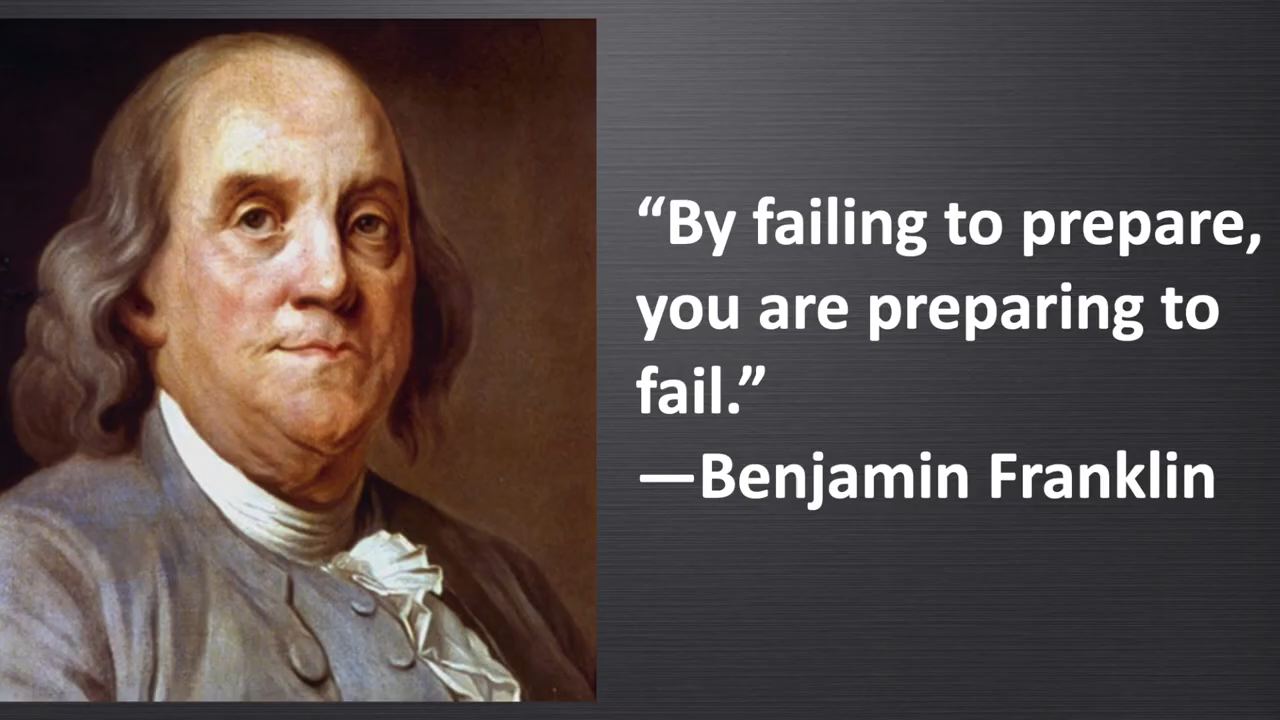 “By failing to prepare,
you are preparing to
fail.”
—Benjamin Franklin